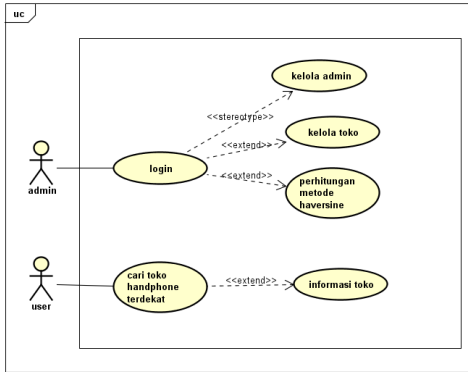 uc
kelola admin
<<stereotype>>
kelola toko
<<extend>>
login
admin
<<extend>>
perhitungan
metode
haversine
cari toko
handphone
terdekat
<<extend>>
informasi toko
user